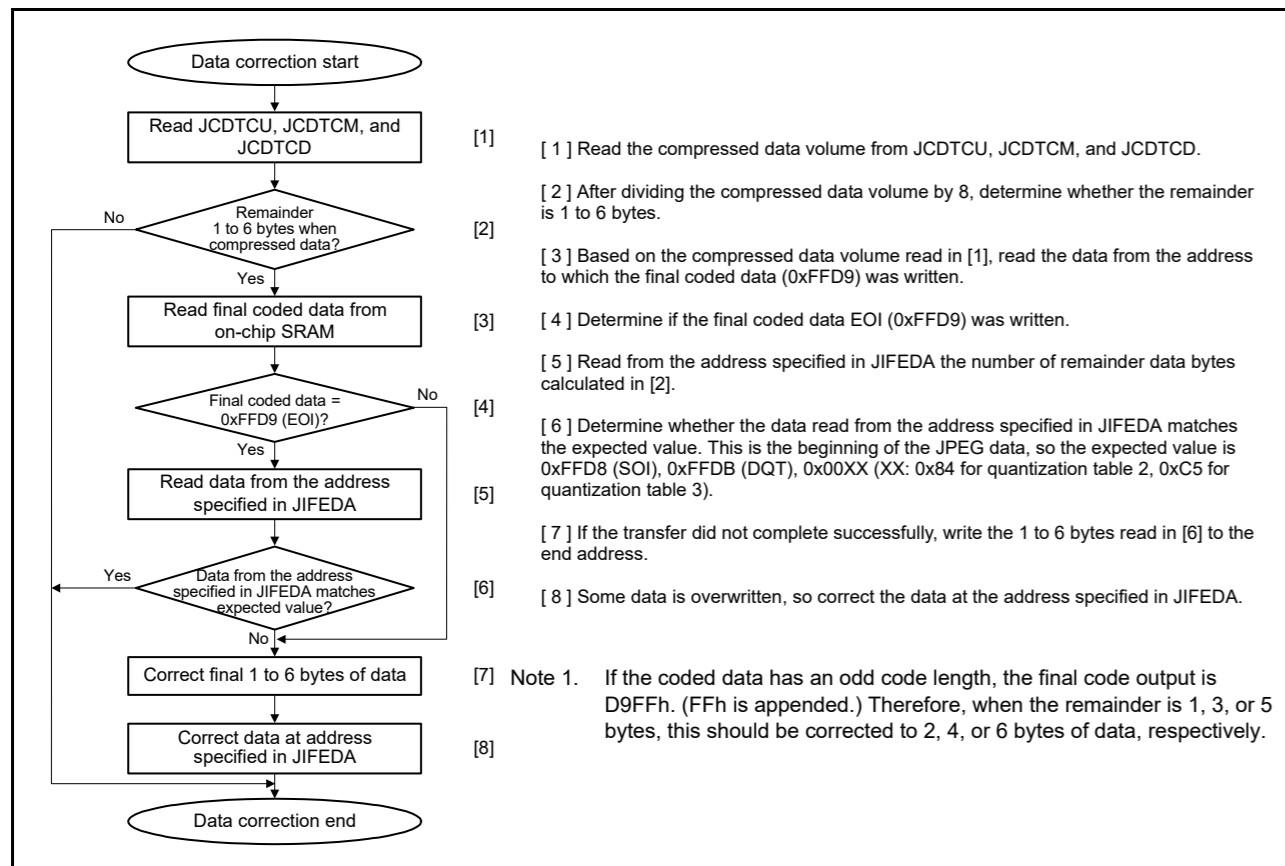 Data correction start
Read JCDTCU, JCDTCM, and
JCDTCD
[1]
No
Remainder
1 to 6 bytes when
compressed data?
[2]
Yes
Read final coded data from
on-chip SRAM
[3]
Final coded data =
0xFFD9 (EOI)?
No
[4]
Yes
Read data from the address
specified in JIFEDA
[5]
Yes
Data from the address
specified in JIFEDA matches
expected value?
[6]
No
Correct final 1 to 6 bytes of data
[7]
Correct data at address
specified in JIFEDA
[8]
Data correction end
[ 1 ] Read the compressed data volume from JCDTCU, JCDTCM, and JCDTCD.
[ 2 ] After dividing the compressed data volume by 8, determine whether the remainder
is 1 to 6 bytes.
[ 3 ] Based on the compressed data volume read in [1], read the data from the address
to which the final coded data (0xFFD9) was written.
[ 4 ] Determine if the final coded data EOI (0xFFD9) was written.
[ 5 ] Read from the address specified in JIFEDA the number of remainder data bytes
calculated in [2].
[ 6 ] Determine whether the data read from the address specified in JIFEDA matches
the expected value. This is the beginning of the JPEG data, so the expected value is
0xFFD8 (SOI), 0xFFDB (DQT), 0x00XX (XX: 0x84 for quantization table 2, 0xC5 for
quantization table 3).
[ 7 ] If the transfer did not complete successfully, write the 1 to 6 bytes read in [6] to the
end address.
[ 8 ] Some data is overwritten, so correct the data at the address specified in JIFEDA.
Note 1. If the coded data has an odd code length, the final code output is
D9FFh. (FFh is appended.) Therefore, when the remainder is 1, 3, or 5
bytes, this should be corrected to 2, 4, or 6 bytes of data, respectively.